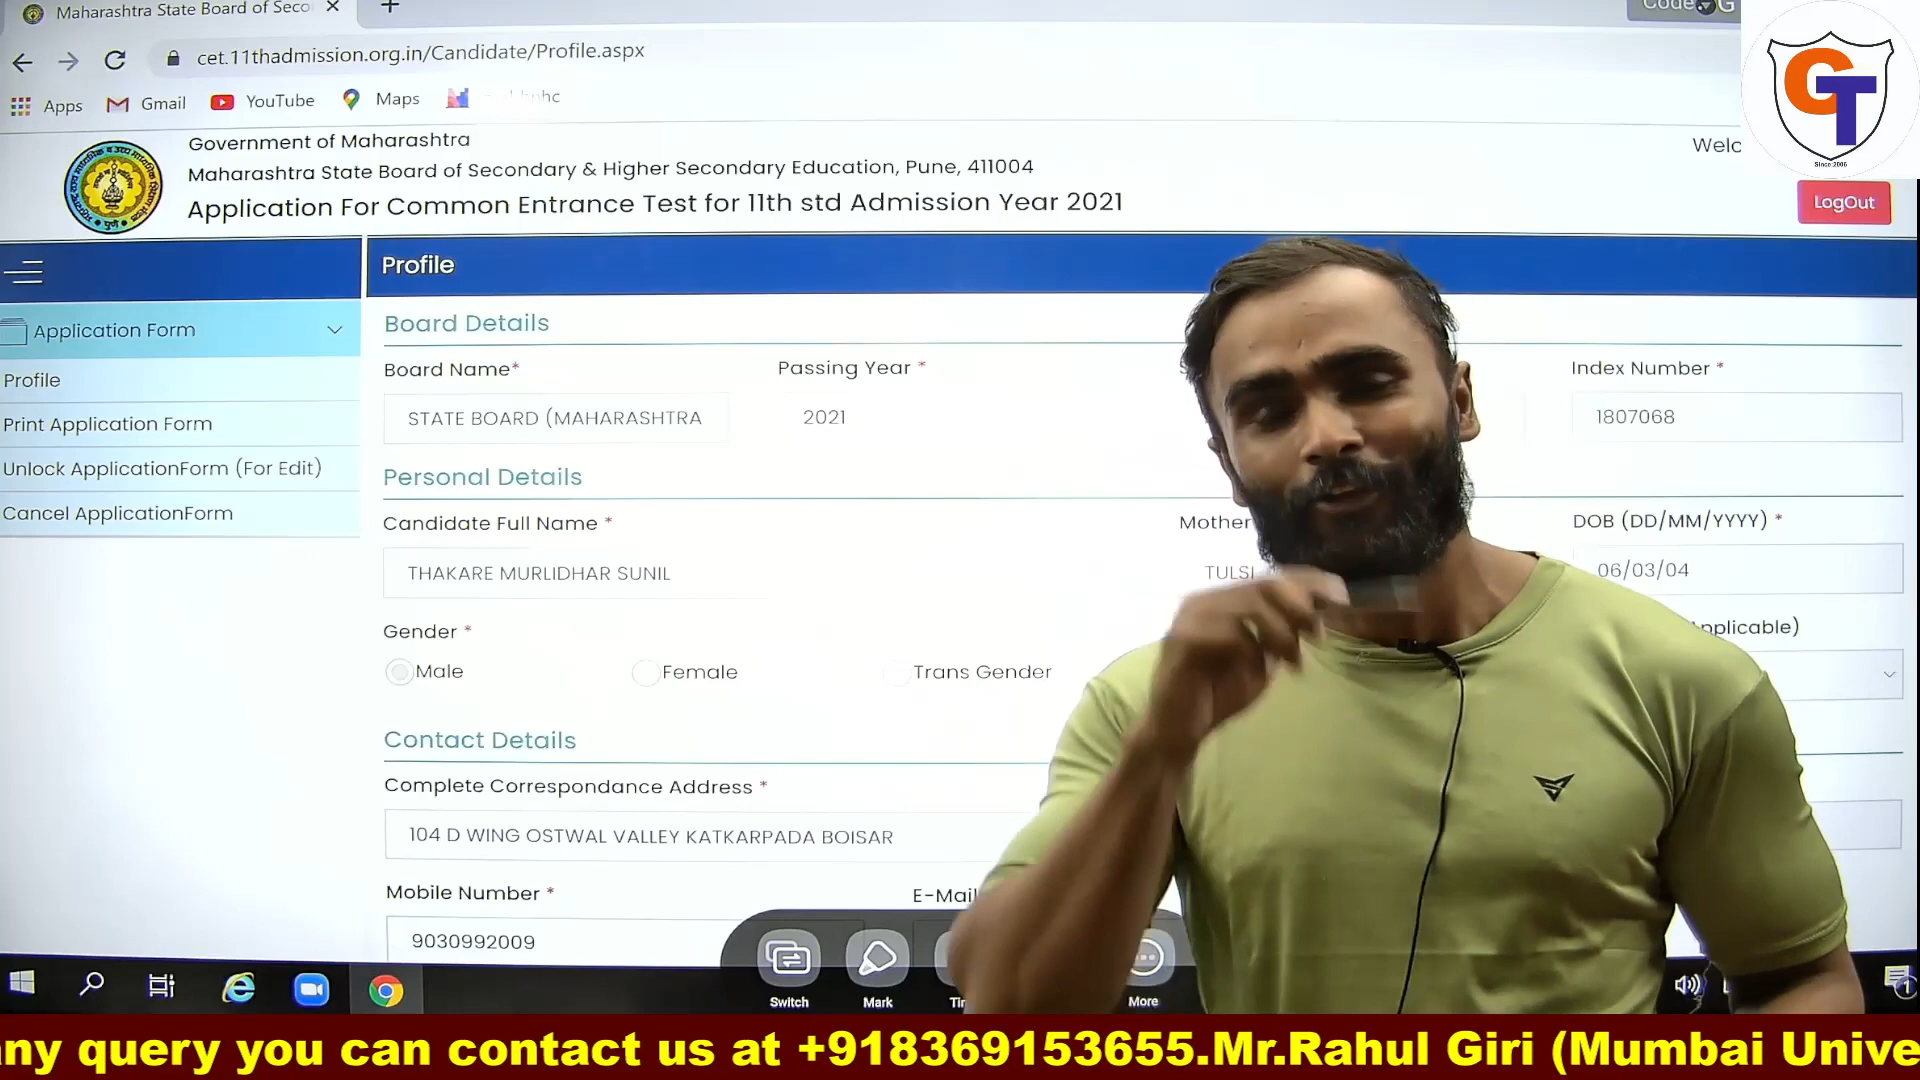 Maharashtra State Board of Seco
cet.11thadmission.org.in/Candidate/Profile.aspx
Apps
Gmail
YouTube
Maps
Government of Maharashtra
Maharashtra State Board of Secondary & Higher Secondary Education, Pune, 411004
Application For Common Entrance Test for 11th std Admission Year 2021
Welc
GT
Since:2006
LogOut
Profile
Application Form
Profile
Print Application Form
Unlock ApplicationForm (For Edit)
Cancel ApplicationForm
Board Details
Board Name*
Passing Year *
Index Number *
STATE BOARD (MAHARASHTRA
2021
1807068
Personal Details
Candidate Full Name *
Mother
DOB (DD/MM/YYYY) *
THAKARE MURLIDHAR SUNIL
TULSI
06/03/04
Gender *
pplicable)
Male
Female
Trans Gender
Contact Details
Complete Correspondance Address *
104 D WING OSTWAL VALLEY KATKARPADA BOISAR
Mobile Number *
E-Mail
9030992009
Switch
Mark
More
1
ny query you can contact us at +918369153655.Mr.Rahul Giri (Mumbai Unive